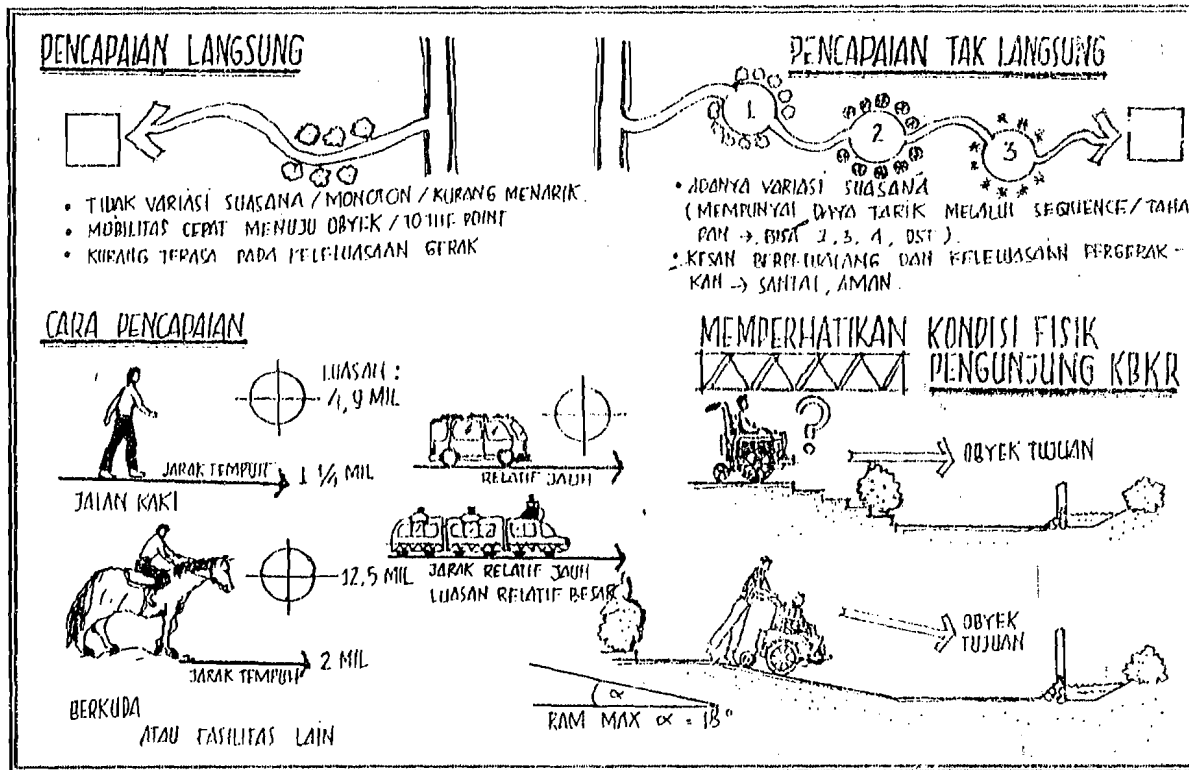 PENCAPAIAN LANGSUNG
• TIDAK VARIASI SUASANA / MONOTON / KURANG MENARIK.
• MOBILITAS CEPAT MENUJU OBYEK / TO THE POINT
• KURANG TERASA PADA KELELUASAAN GERAK
PENCAPAIAN TAK LANGSUNG
1
2
3
• ADANYA VARIASI SUASANA
(MEMPUNYAI DAYA TARIK MELALUI SEQUENCE / TAHA
PAN → BISA 2, 3, 4, DST).
• KESAN BERPETUALANG DAN KELELUASAAN PERGERAK-
KAN → SANTAI, AMAN.
CARA PENCAPAIAN
LUASAN :
4,9 MIL
JARAK TEMPUH
1 1/4 MIL
JALAN KAKI
RELATIF JAUH
12,5 MIL
JARAK RELATIF JAUH
LUASAN RELATIF BESAR
JARAK TEMPUH
2 MIL
BERKUDA
ATAU FASILITAS LAIN
MEMPERHATIKAN KONDISI FISIK
PENGUNJUNG KBKR
?
OBYEK TUJUAN
OBYEK
TUJUAN
α
RAM MAX α = 18°